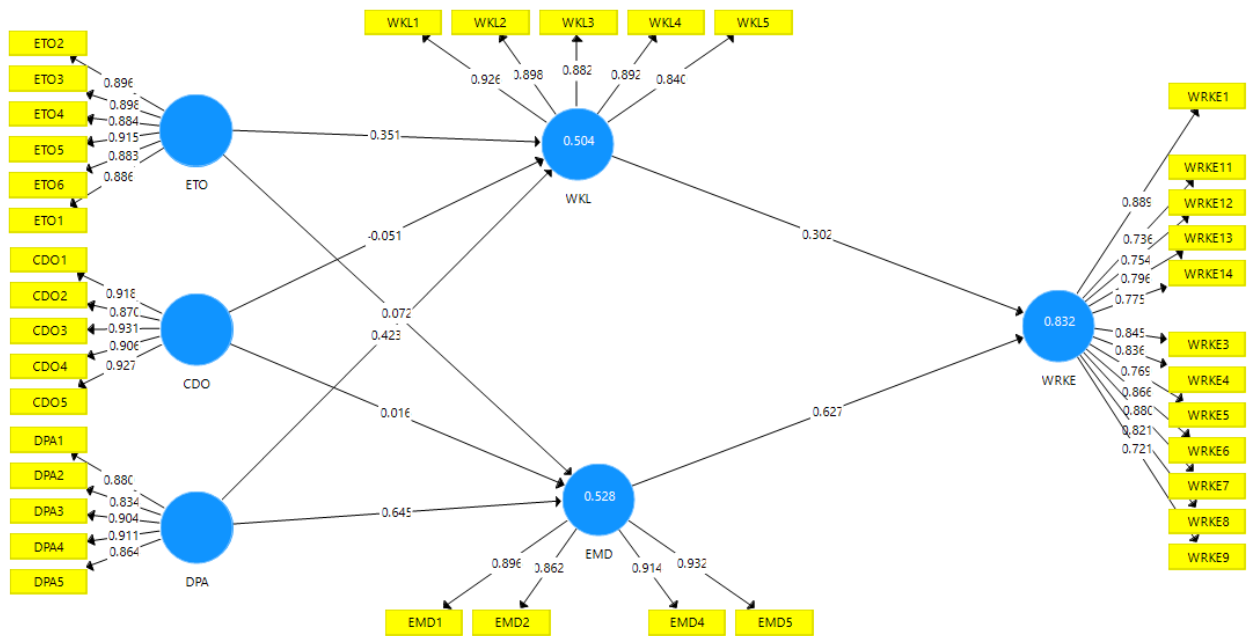 WKL1
WKL2
WKL3
WKL4
WKL5
0.926
0.898
0.882
0.892
0.840
ETO2
ETO3
ETO4
ETO5
ETO6
ETO1
0.896
0.898
0.884
0.915
0.883
0.886
ETO
0.351
0.504
WKL
CDO1
CDO2
CDO3
CDO4
CDO5
0.918
0.870
0.931
0.906
0.927
CDO
-0.051
0.072
0.423
0.016
DPA1
DPA2
DPA3
DPA4
DPA5
0.880
0.834
0.904
0.911
0.864
DPA
0.645
0.528
EMD
0.896
0.862
0.914
0.932
EMD1
EMD2
EMD4
EMD5
0.302
0.627
0.832
WRKE
0.889
0.736
0.754
0.796
0.775
0.845
0.836
0.769
0.866
0.880
0.821
0.721
WRKE1
WRKE11
WRKE12
WRKE13
WRKE14
WRKE3
WRKE4
WRKE5
WRKE6
WRKE7
WRKE8
WRKE9